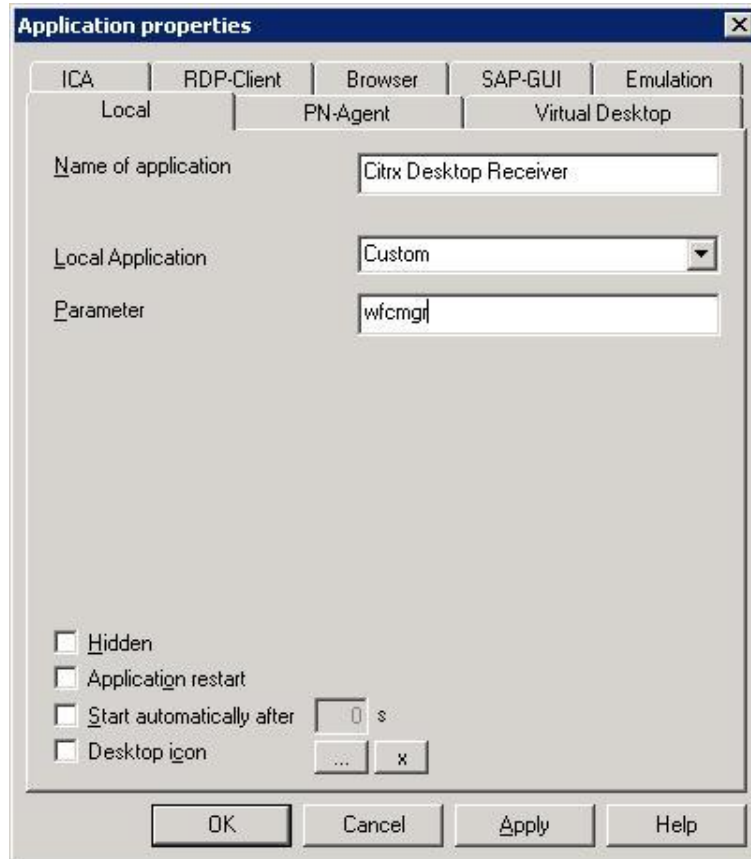 Application properties
ICA RDP-Client Browser SAP-GUI Emulation
Local PN-Agent Virtual Desktop
Name of application Citrx Desktop Receiver
Local Application Custom
Parameter wfcmgr
Hidden
Application restart
Start automatically after 0 s
Desktop icon ... x
OK Cancel Apply Help